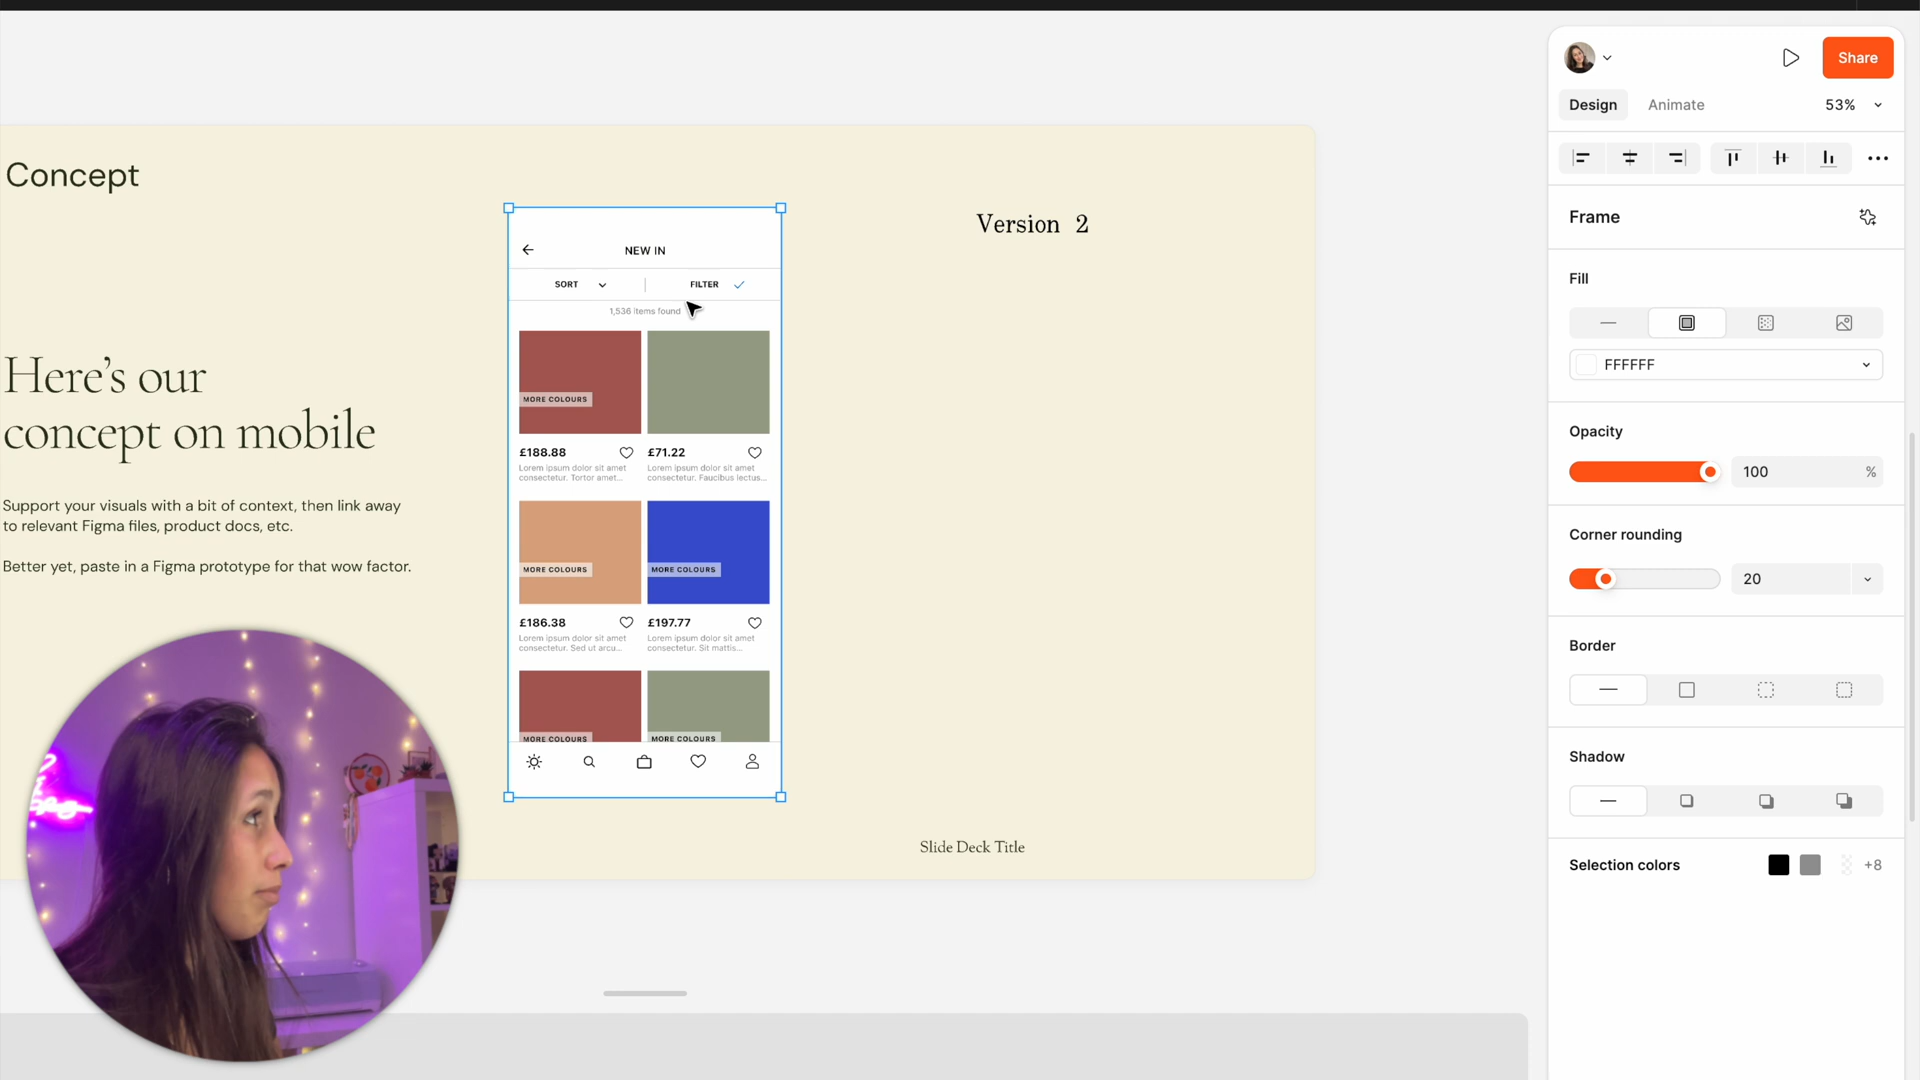 Concept
Here's our
concept on mobile
Support your visuals with a bit of context, then link away
to relevant Figma files, product docs, etc.
Better yet, paste in a Figma prototype for that wow factor.
NEW IN
SORT
FILTER
1,536 items found
MORE COLOURS
£188.88
£71.22
Lorem ipsum dolor sit amet
consectetur. Tortor amet...
Lorem ipsum dolor sit amet
consectetur. Faucibus lectus...
MORE COLOURS
MORE COLOURS
£186.38
£197.77
Lorem ipsum dolor sit amet
consectetur. Sed ut arcu...
Lorem ipsum dolor sit amet
consectetur. Sit mattis...
MORE COLOURS
MORE COLOURS
Version 2
Slide Deck Title
Share
Design
Animate
53%
Frame
Fill
FFFFFF
Opacity
100
%
Corner rounding
20
Border
Shadow
Selection colors
+8